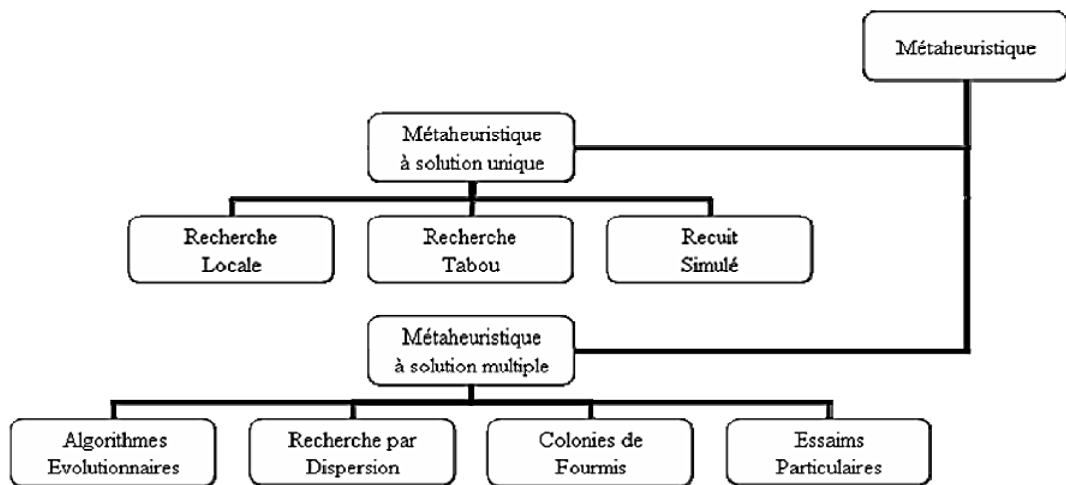 Métaheuristique
Métaheuristique
à solution unique
Recherche
Locale
Recherche
Tabou
Recuit
Simulé
Métaheuristique
à solution multiple
Algorithmes
Evolutionnaires
Recherche par
Dispersion
Colonies de
Fourmis
Essaims
Particulaires